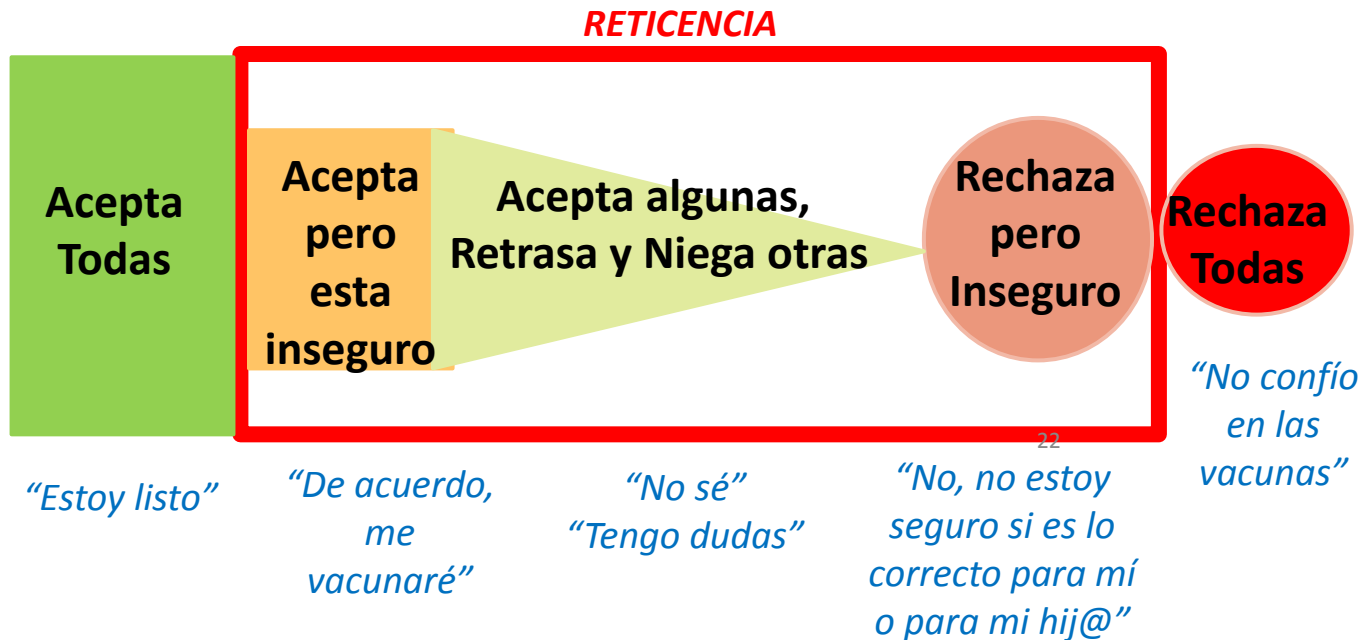 RETICENCIA
Acepta
Todas
Acepta
pero
esta
inseguro
Acepta algunas,
Retrasa y Niega otras
Rechaza
pero
Inseguro
Rechaza
Todas
22
“Estoy listo”
“De acuerdo,
me
vacunaré”
“No sé”
“Tengo dudas”
“No, no estoy
seguro si es lo
correcto para mí
o para mi hij@”
“No confío
en las
vacunas”